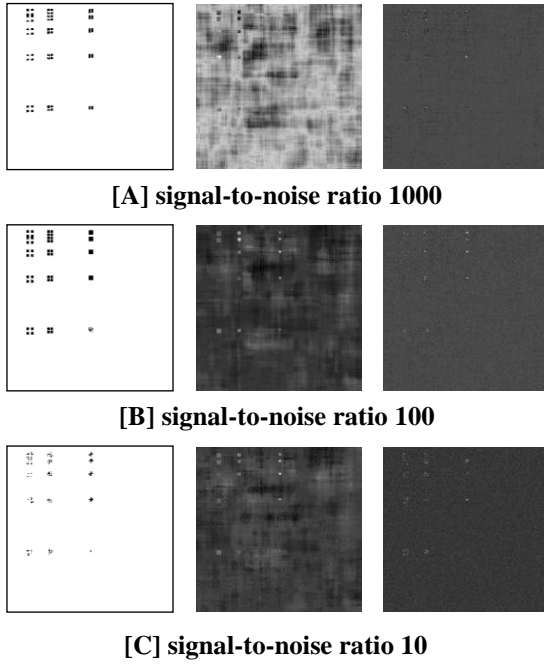 [A] signal-to-noise ratio 1000
[B] signal-to-noise ratio 100
[C] signal-to-noise ratio 10